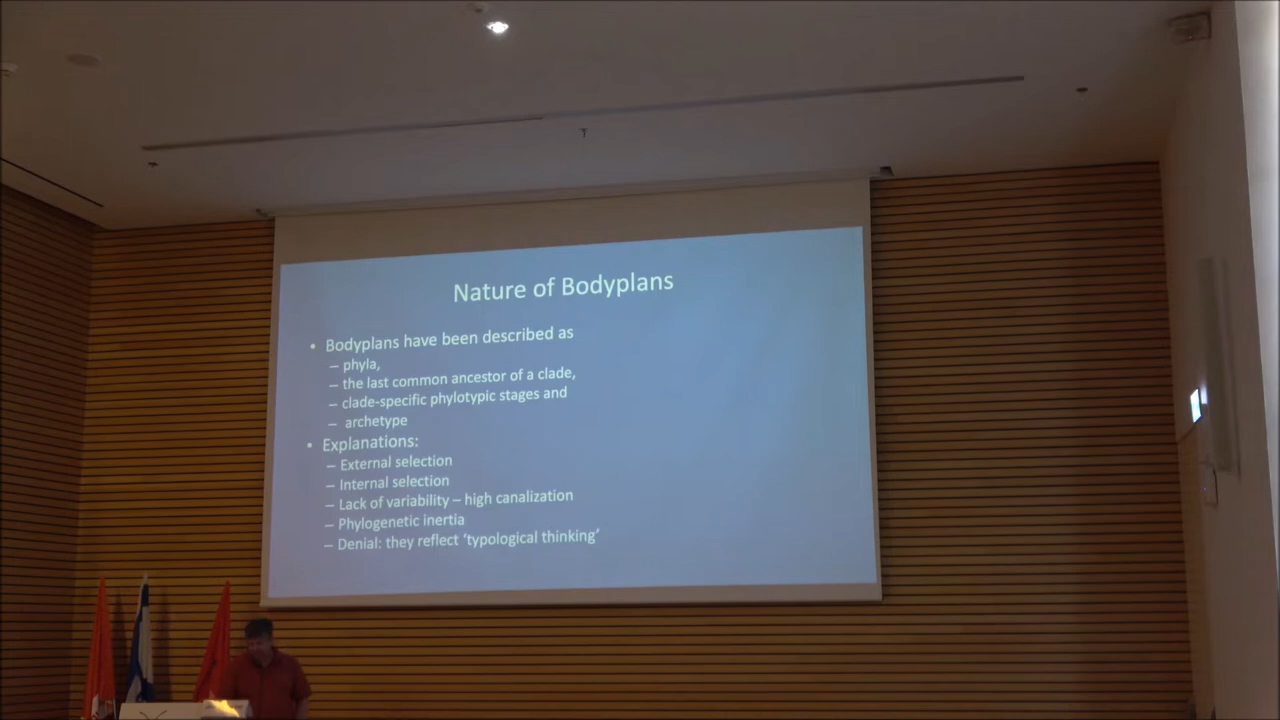 Nature of Bodyplans
• Bodyplans have been described as
– phyla,
– the last common ancestor of a clade,
– clade-specific phylotypic stages and
– archetype
• Explanations:
– External selection
– Internal selection
– Lack of variability – high canalization
– Phylogenetic inertia
– Denial: they reflect ‘typological thinking’